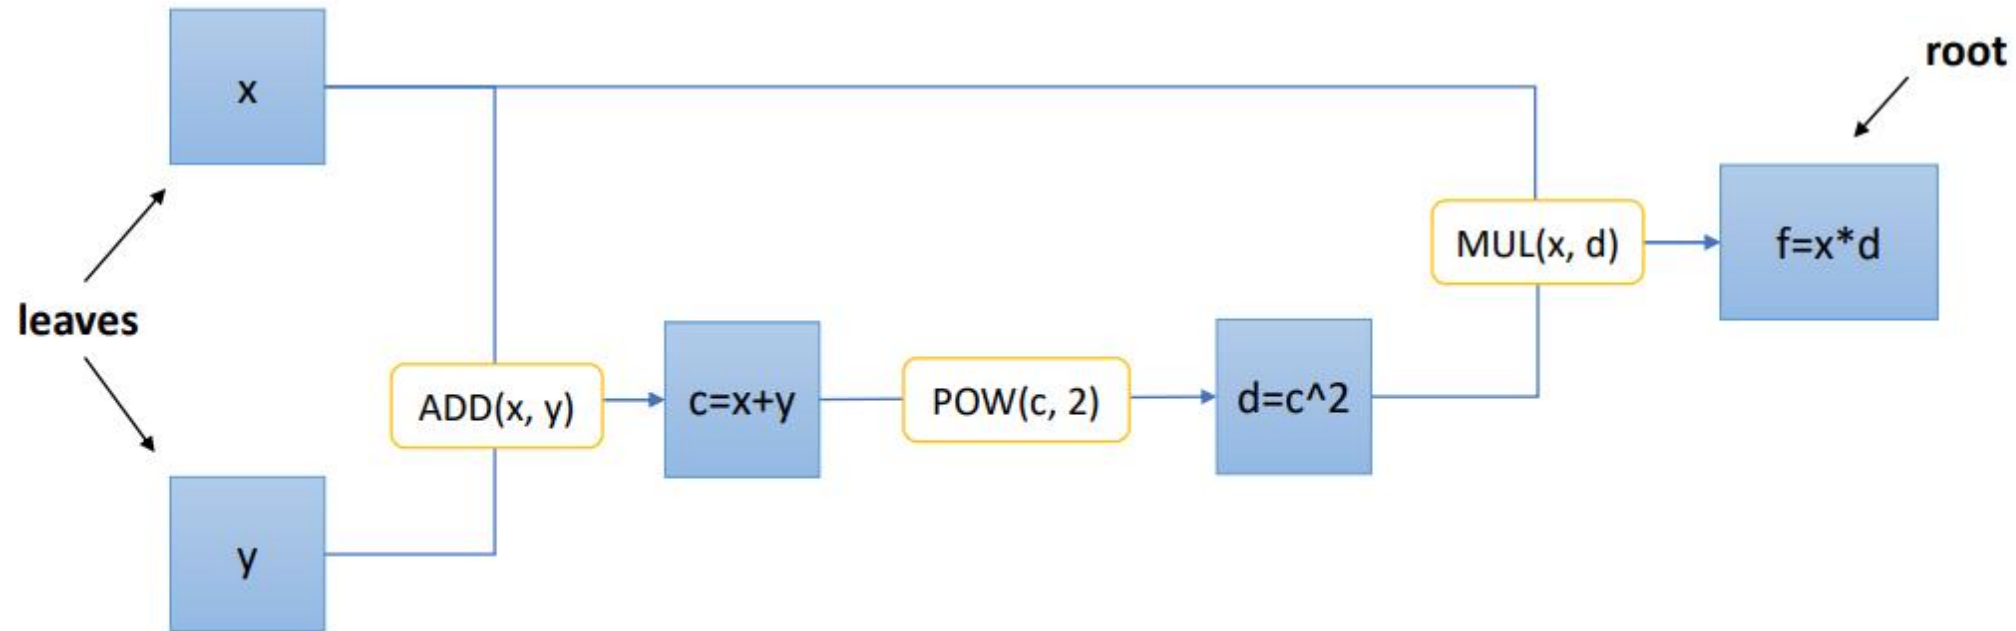 x
root
MUL(x, d)
f=x*d
leaves
ADD(x, y)
c=x+y
POW(c, 2)
d=c^2
y